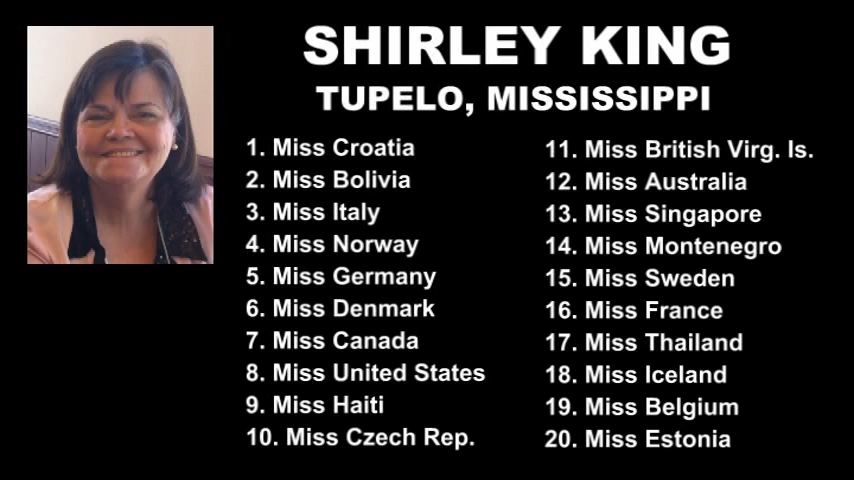 SHIRLEY KING
TUPELO, MISSISSIPPI
1. Miss Croatia
2. Miss Bolivia
3. Miss Italy
4. Miss Norway
5. Miss Germany
6. Miss Denmark
7. Miss Canada
8. Miss United States
9. Miss Haiti
10. Miss Czech Rep.
11. Miss British Virg. Is.
12. Miss Australia
13. Miss Singapore
14. Miss Montenegro
15. Miss Sweden
16. Miss France
17. Miss Thailand
18. Miss Iceland
19. Miss Belgium
20. Miss Estonia